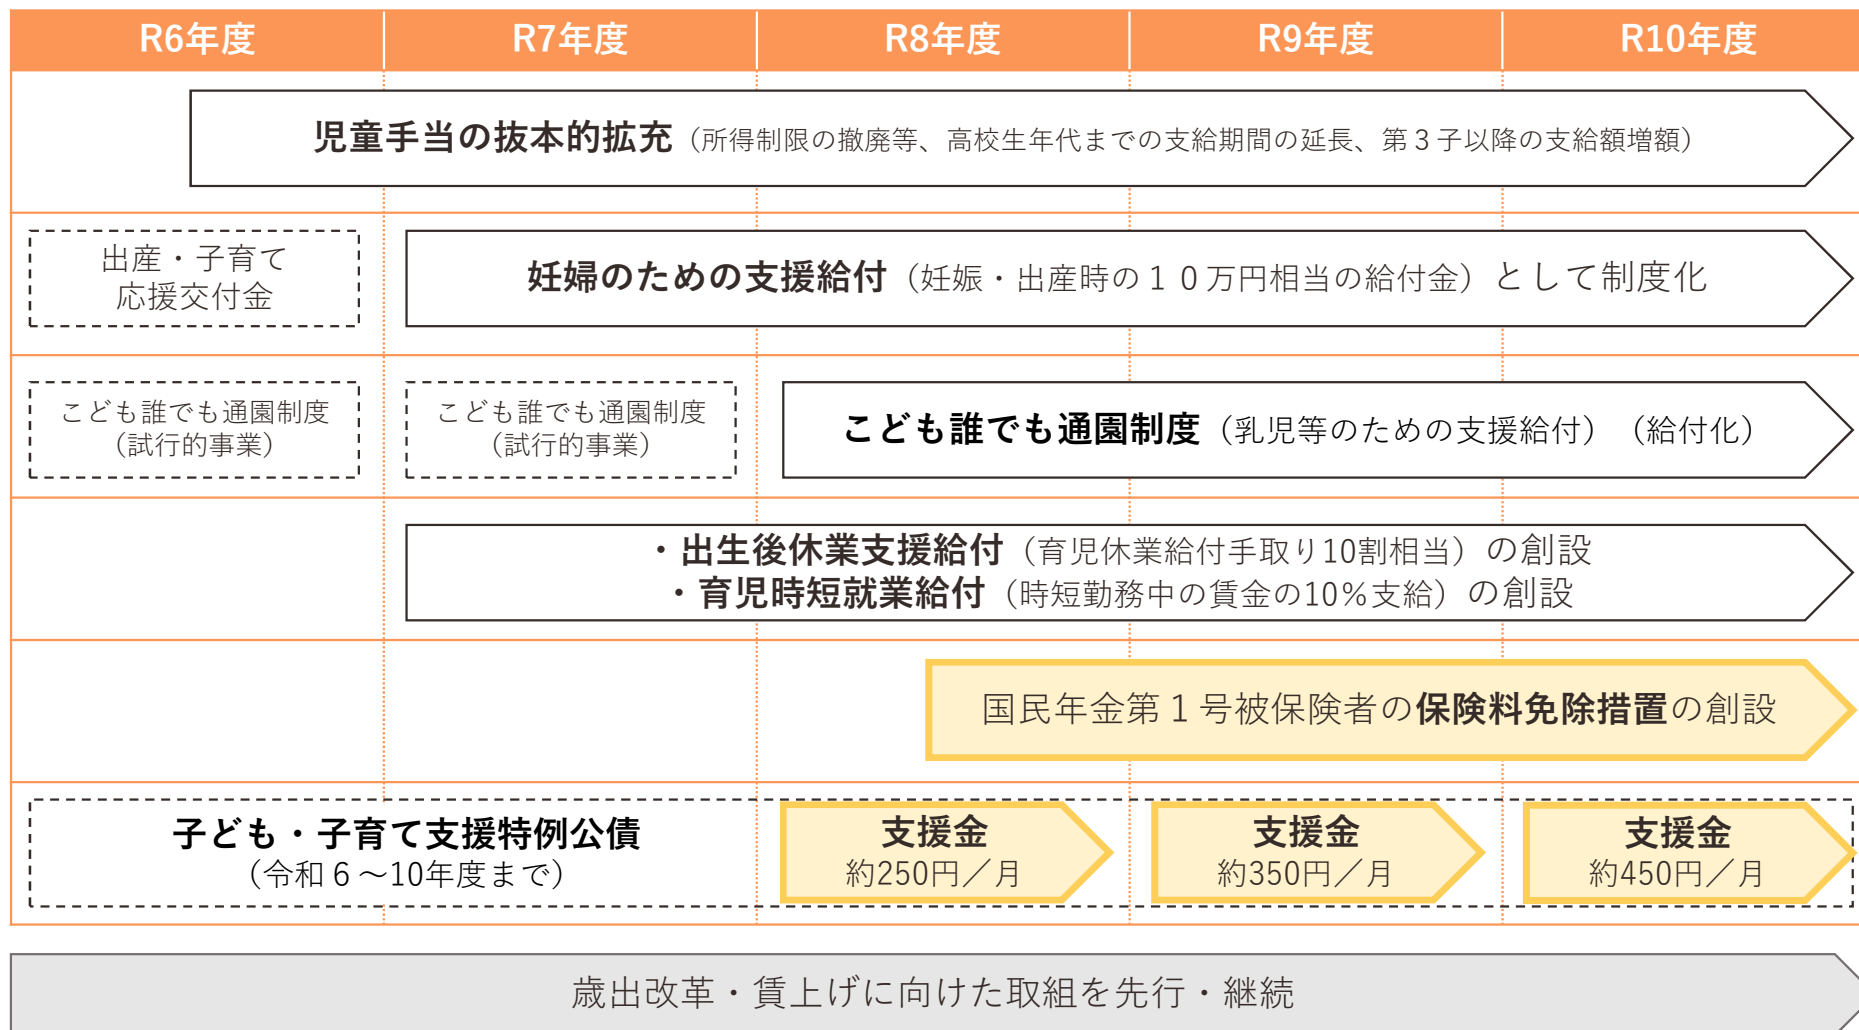 R6年度
R7年度
R8年度
R9年度
R10年度
児童手当の抜本的拡充（所得制限の撤廃等、高校生年代までの支給期間の延長、第３子以降の支給額増額）
出産・子育て
応援交付金
妊婦のための支援給付（妊娠・出産時の１０万円相当の給付金）として制度化
こども誰でも通園制度
（試行的事業）
こども誰でも通園制度
（試行的事業）
こども誰でも通園制度（乳児等のための支援給付）（給付化）
・出生後休業支援給付（育児休業給付手取り10割相当）の創設
・育児時短就業給付（時短勤務中の賃金の10%支給）の創設
国民年金第１号被保険者の保険料免除措置の創設
子ども・子育て支援特例公債
（令和６～10年度まで）
支援金
約250円／月
支援金
約350円／月
支援金
約450円／月
歳出改革・賃上げに向けた取組を先行・継続